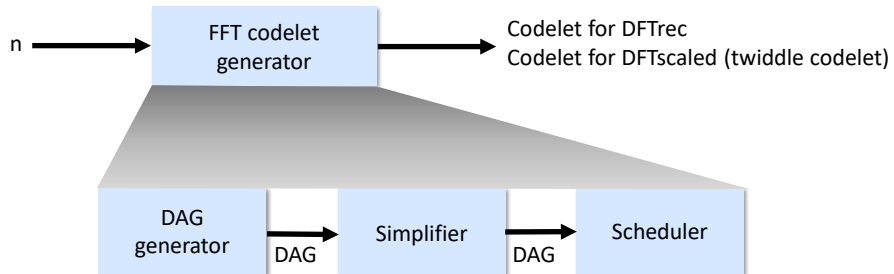 n
FFT codelet
generator
Codelet for DFTrec
Codelet for DFTscaled (twiddle codelet)
DAG
generator
DAG
Simplifier
DAG
Scheduler